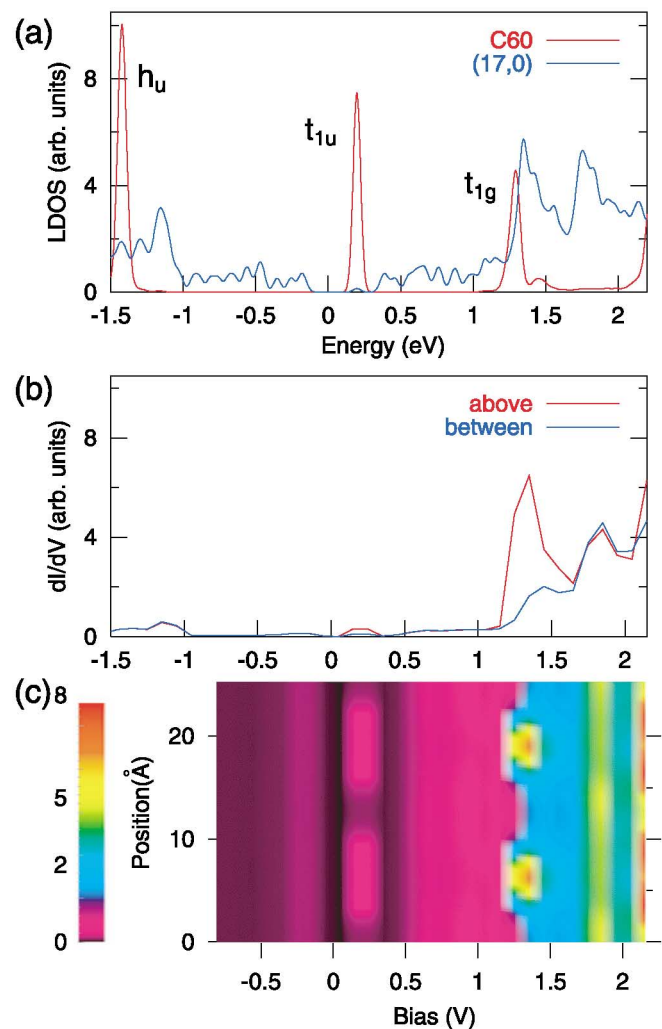 (a)
C60
(17,0)
h_u
t_1u
t_1g
LDOS (arb. units)
0
4
8
-1.5 -1 -0.5 0 0.5 1 1.5 2
Energy (eV)
(b)
above
between
dI/dV (arb. units)
0
4
8
-1.5 -1 -0.5 0 0.5 1 1.5 2
(c)
8
5
2
0
Position(Å)
20
10
0
-0.5 0 0.5 1 1.5 2
Bias (V)